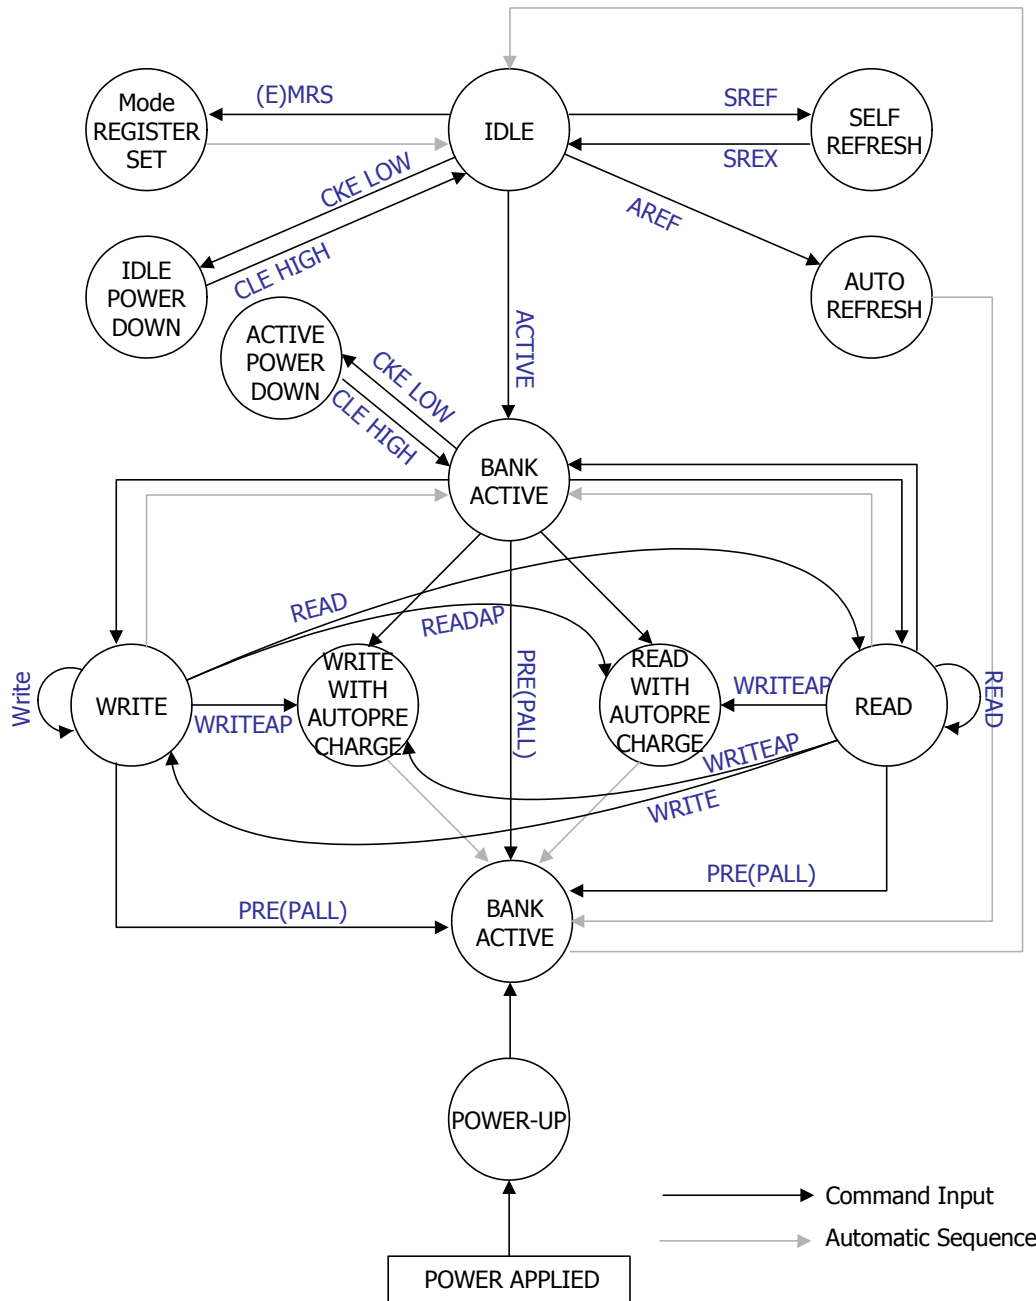 Mode
REGISTER
SET
(E)MRS
IDLE
SREF
SREX
SELF
REFRESH
CKE LOW
CLE HIGH
AREF
IDLE
POWER
DOWN
AUTO
REFRESH
ACTIVE
POWER
DOWN
CKE LOW
CLE HIGH
ACTIVE
BANK
ACTIVE
READ
READAP
Write
WRITE
WRITEAP
WRITE
WITH
AUTOPRE
CHARGE
PRE(PALL)
READ
WITH
AUTOPRE
CHARGE
WRITEAP
READ
READ
WRITEAP
WRITE
PRE(PALL)
PRE(PALL)
BANK
ACTIVE
POWER-UP
POWER APPLIED
Command Input
Automatic Sequence